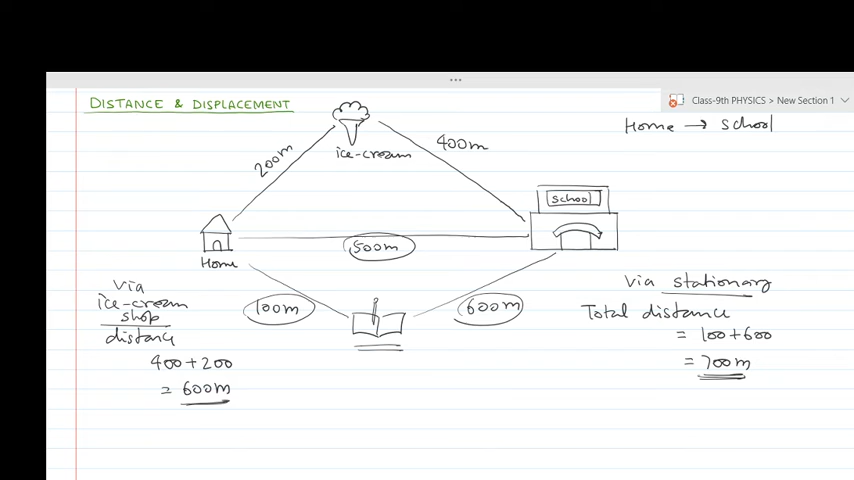 DISTANCE & DISPLACEMENT
Class-9th PHYSICS > New Section 1
Home → school
200m
ice-cream
400m
school
500m
Home
100m
600m
via
ice-cream
shop
distance
400+200
= 600m
via stationary
Total distance
= 100+600
= 700m